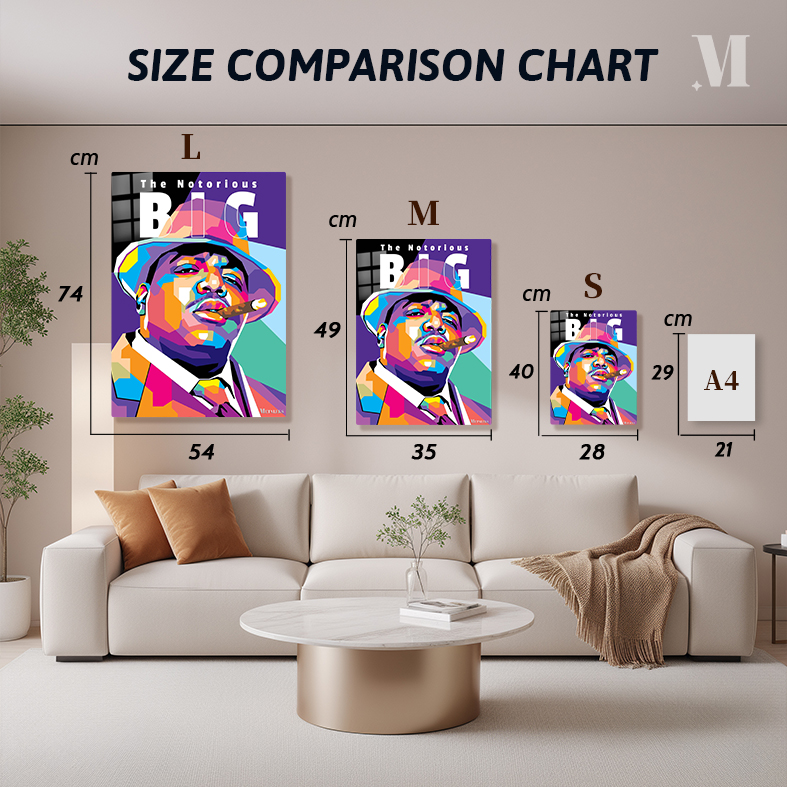 SIZE COMPARISON CHART
M
cm
L
The Notorious
BIG
74
54
cm
M
The Notorious
BIG
49
35
cm
S
The Notorious
BIG
40
28
cm
A4
29
21